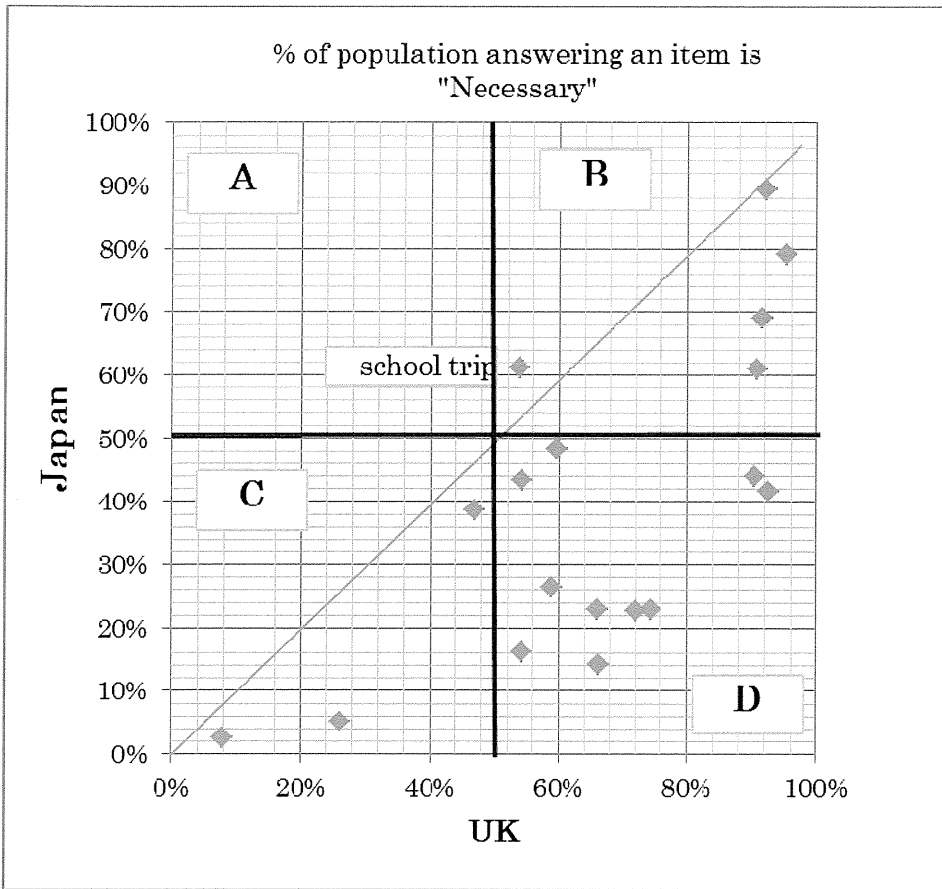 % of population answering an item is
"Necessary"
100%
90%
80%
70%
60%
50%
40%
30%
20%
10%
0%
A
B
school trip
C
D
Japan
0%
20%
40%
60%
80%
100%
UK